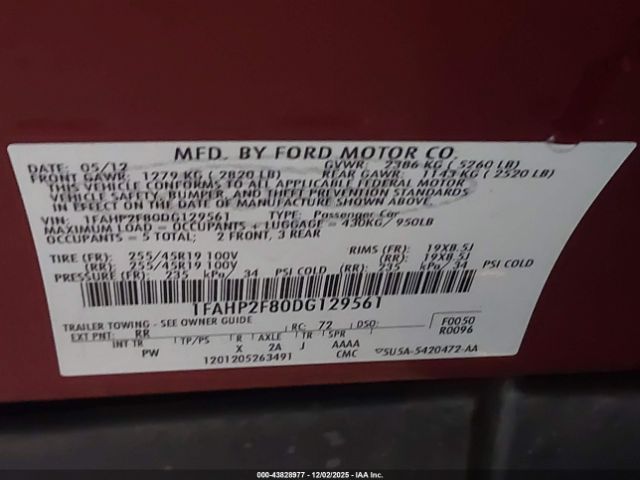 MFD. BY FORD MOTOR CO.
DATE: 05/12 GVWR: 2386 KG ( 5260 LB)
FRONT GAWR: 1279 KG ( 2820 LB) REAR GAWR: 1143 KG ( 2520 LB)
THIS VEHICLE CONFORMS TO ALL APPLICABLE FEDERAL MOTOR
VEHICLE SAFETY, BUMPER, AND THEFT PREVENTION STANDARDS
IN EFFECT ON THE DATE OF MANUFACTURE SHOWN ABOVE.
VIN: 1FAHP2F80DG129561 TYPE: Passenger Car
MAXIMUM LOAD = OCCUPANTS + LUGGAGE = 430KG/ 950LB
OCCUPANTS = 5 TOTAL; 2 FRONT, 3 REAR
TIRE (FR): 255/45R19 100V RIMS (FR): 19X8.5J
(RR): 255/45R19 100V (RR): 19X8.5J
PRESSURE (FR): 235 kPa/ 34 PSI COLD (RR): 235 kPa/ 34 PSI COLD
1FAHP2F80DG129561
TRAILER TOWING - SEE OWNER GUIDE
EXT PNT: RR RC: 72 DSO: F0050
INT TR TP/PS R AXLE TR SPR R0096
PW X 2A J AAAA
1201205263491 CMC SU5A-5420472-AA
000-43828977 - 12/02/2025 - IAA Inc.